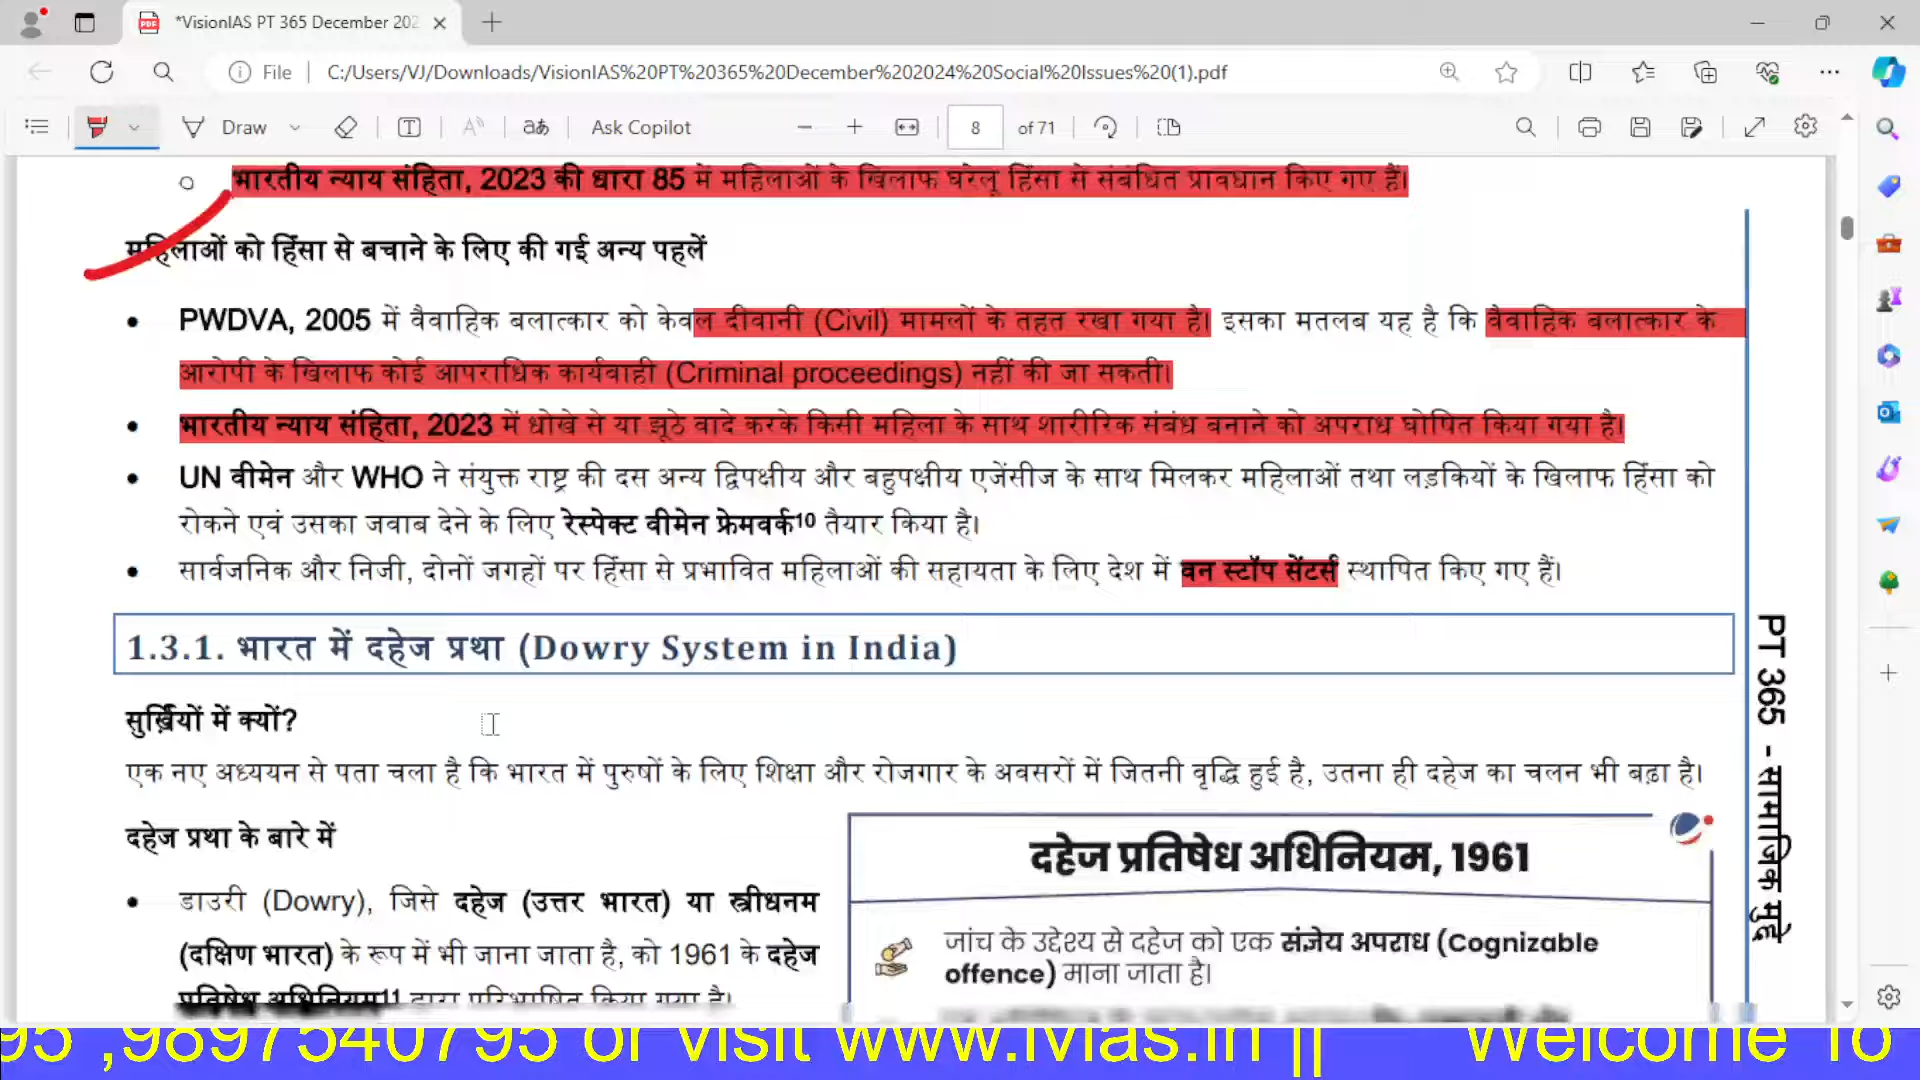 *VisionIAS PT 365 December 202
File
C:/Users/VJ/Downloads/VisionIAS%20PT%20365%20December%202024%20Social%20Issues%20(1).pdf
Draw
Ask Copilot
8 of 71
भारतीय न्याय संहिता, 2023 की धारा 85 में महिलाओं के खिलाफ घरेलू हिंसा से संबंधित प्रावधान किए गए हैं।
महिलाओं को हिंसा से बचाने के लिए की गई अन्य पहलें
PWDVA, 2005 में वैवाहिक बलात्कार को केवल दीवानी (Civil) मामलों के तहत रखा गया है। इसका मतलब यह है कि वैवाहिक बलात्कार के
आरोपी के खिलाफ कोई आपराधिक कार्यवाही (Criminal proceedings) नहीं की जा सकती।
भारतीय न्याय संहिता, 2023 में धोखे से या झूठे वादे करके किसी महिला के साथ शारीरिक संबंध बनाने को अपराध घोषित किया गया है।
UN वीमेन और WHO ने संयुक्त राष्ट्र की दस अन्य द्विपक्षीय और बहुपक्षीय एजेंसीज के साथ मिलकर महिलाओं तथा लड़कियों के खिलाफ हिंसा को
रोकने एवं उसका जवाब देने के लिए रेस्पेक्ट वीमेन फ्रेमवर्क¹⁰ तैयार किया है।
सार्वजनिक और निजी, दोनों जगहों पर हिंसा से प्रभावित महिलाओं की सहायता के लिए देश में वन स्टॉप सेंटर्स स्थापित किए गए हैं।
1.3.1. भारत में दहेज प्रथा (Dowry System in India)
सुर्ख़ियों में क्यों?
एक नए अध्ययन से पता चला है कि भारत में पुरुषों के लिए शिक्षा और रोजगार के अवसरों में जितनी वृद्धि हुई है, उतना ही दहेज का चलन भी बढ़ा है।
दहेज प्रथा के बारे में
डाउरी (Dowry), जिसे दहेज (उत्तर भारत) या स्त्रीधनम
(दक्षिण भारत) के रूप में भी जाना जाता है, को 1961 के दहेज
प्रतिषेध अधिनियम¹¹ द्वारा परिभाषित किया गया है।
दहेज प्रतिषेध अधिनियम, 1961
जांच के उद्देश्य से दहेज को एक संज्ञेय अपराध (Cognizable
offence) माना जाता है।
PT 365 - सामाजिक मुद्दे
95 ,9897540795 or visit www.ivias.in || Welcome To